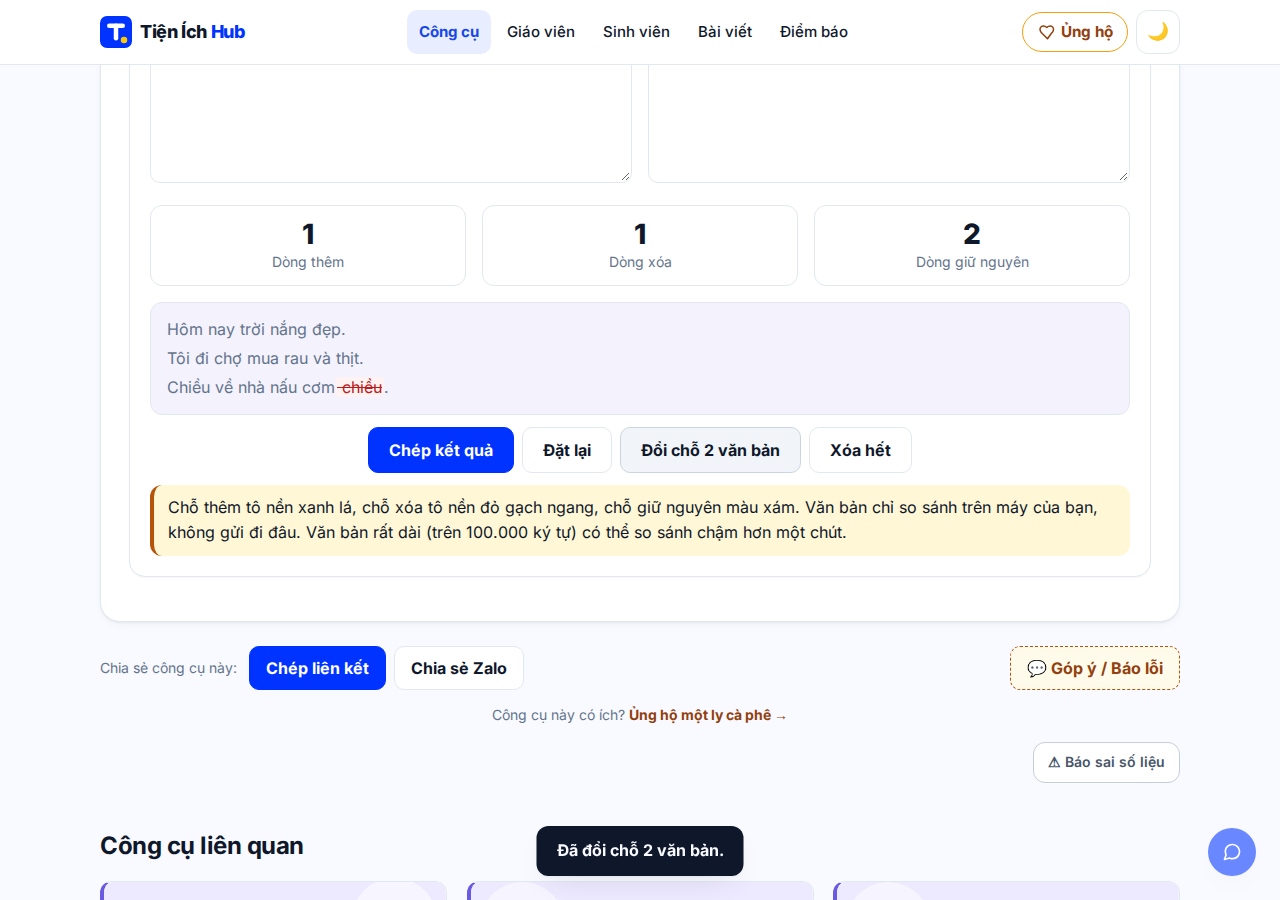 Tiện Ích Hub
Công cụ
Giáo viên
Sinh viên
Bài viết
Điểm báo
Ủng hộ
1
Dòng thêm
1
Dòng xóa
2
Dòng giữ nguyên
Hôm nay trời nắng đẹp.
Tôi đi chợ mua rau và thịt.
Chiều về nhà nấu cơm chiều.
Chép kết quả
Đặt lại
Đổi chỗ 2 văn bản
Xóa hết
Chỗ thêm tô nền xanh lá, chỗ xóa tô nền đỏ gạch ngang, chỗ giữ nguyên màu xám. Văn bản chỉ so sánh trên máy của bạn,
không gửi đi đâu. Văn bản rất dài (trên 100.000 ký tự) có thể so sánh chậm hơn một chút.
Chia sẻ công cụ này:
Chép liên kết
Chia sẻ Zalo
💬 Góp ý / Báo lỗi
Công cụ này có ích? Ủng hộ một ly cà phê →
⚠ Báo sai số liệu
Công cụ liên quan
Đã đổi chỗ 2 văn bản.